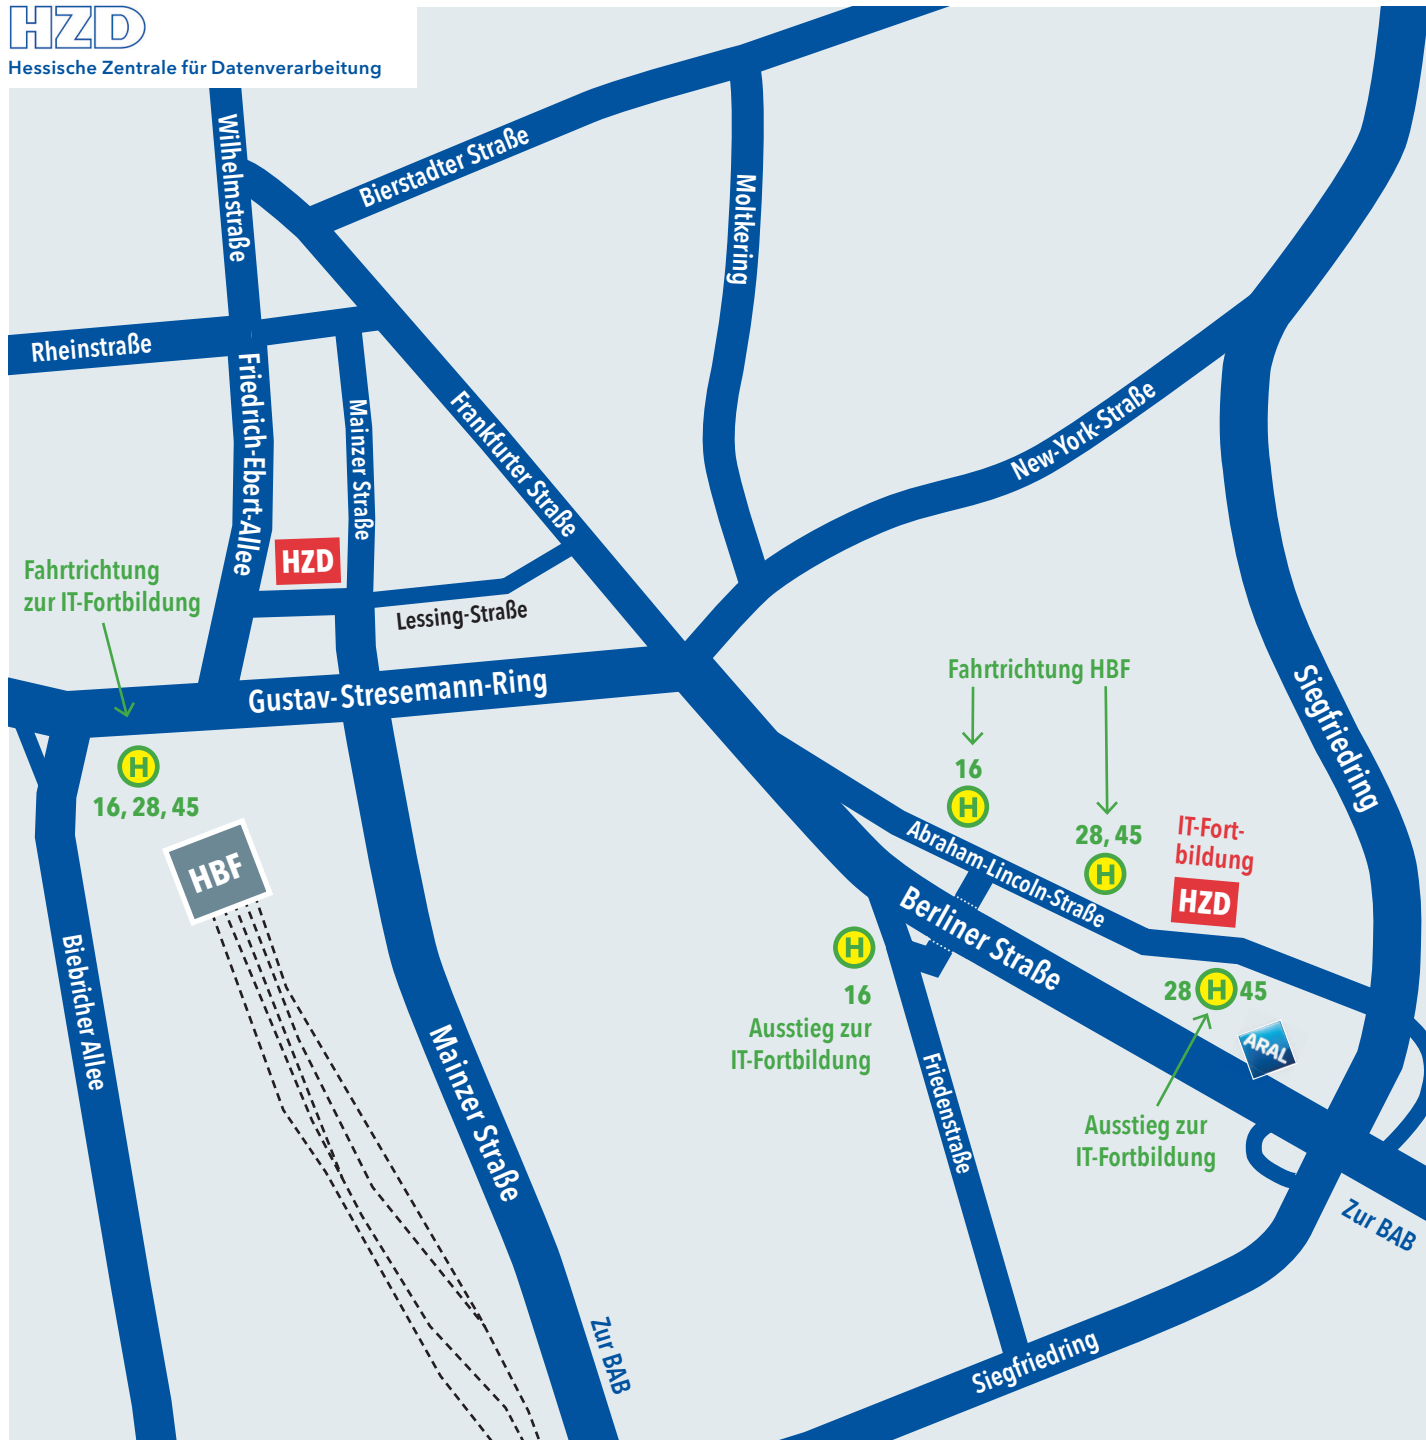 HZD
Hessische Zentrale für Datenverarbeitung
Wilhelmstraße
Bierstadter Straße
Moltkering
Rheinstraße
Friedrich-Ebert-Allee
Mainzer Straße
Frankfurter Straße
New-York-Straße
HZD
Fahrtrichtung
zur IT-Fortbildung
Lessing-Straße
Gustav-Stresemann-Ring
Fahrtrichtung HBF
Siegfriedring
H
16, 28, 45
16
H
28, 45
H
IT-Fort-
bildung
HZD
Abraham-Lincoln-Straße
HBF
Berliner Straße
H
16
Ausstieg zur
IT-Fortbildung
28 H 45
ARAL
Biebricher Allee
Mainzer Straße
Friedenstraße
Ausstieg zur
IT-Fortbildung
Zur BAB
Zur BAB
Siegfriedring